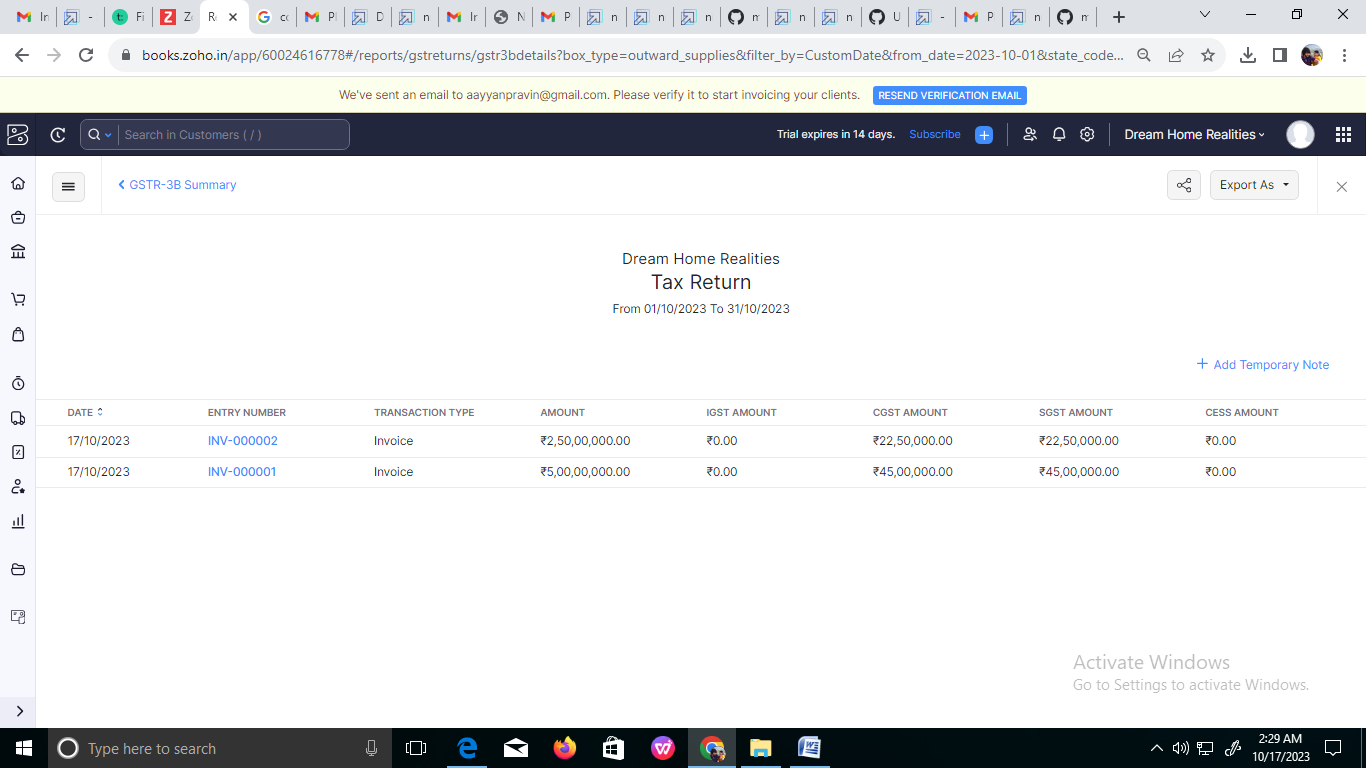 In
-
t Fi
Z Zo
Re
G co
Pl
D
n
In
N
P
n
n
n
m
n
n
U
-
P
n
m
books.zoho.in/app/60024616778#/reports/gstreturns/gstr3bdetails?box_type=outward_supplies&filter_by=CustomDate&from_date=2023-10-01&state_code...
We've sent an email to aayyanpravin@gmail.com. Please verify it to start invoicing your clients. RESEND VERIFICATION EMAIL
Search in Customers ( / ) Trial expires in 14 days. Subscribe Dream Home Realities
GSTR-3B Summary Export As
Dream Home Realities
Tax Return
From 01/10/2023 To 31/10/2023
+ Add Temporary Note
DATE ENTRY NUMBER TRANSACTION TYPE AMOUNT IGST AMOUNT CGST AMOUNT SGST AMOUNT CESS AMOUNT
17/10/2023 INV-000002 Invoice ₹2,50,00,000.00 ₹0.00 ₹22,50,000.00 ₹22,50,000.00 ₹0.00
17/10/2023 INV-000001 Invoice ₹5,00,00,000.00 ₹0.00 ₹45,00,000.00 ₹45,00,000.00 ₹0.00
Activate Windows
Go to Settings to activate Windows.
Type here to search
2:29 AM
10/17/2023